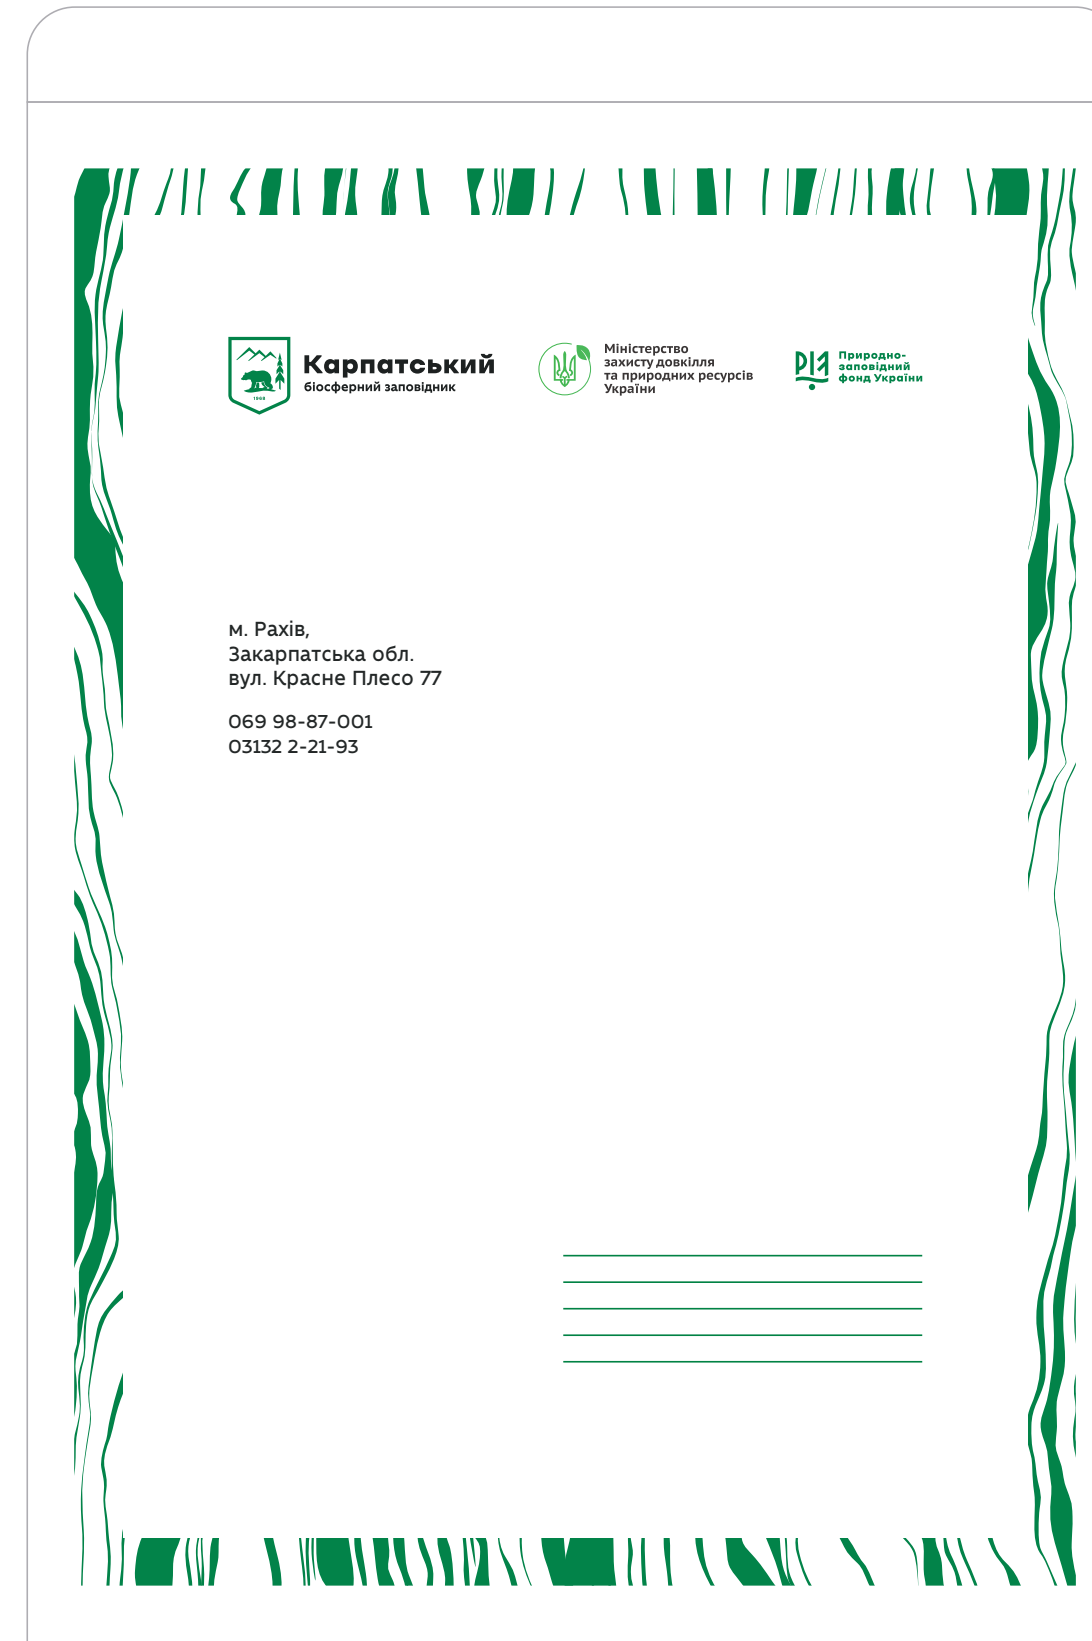 Карпатський
біосферний заповідник
1968
Міністерство
захисту довкілля
та природних ресурсів
України
Природно-
заповідний
фонд України
м. Рахів,
Закарпатська обл.
вул. Красне Плесо 77
069 98-87-001
03132 2-21-93